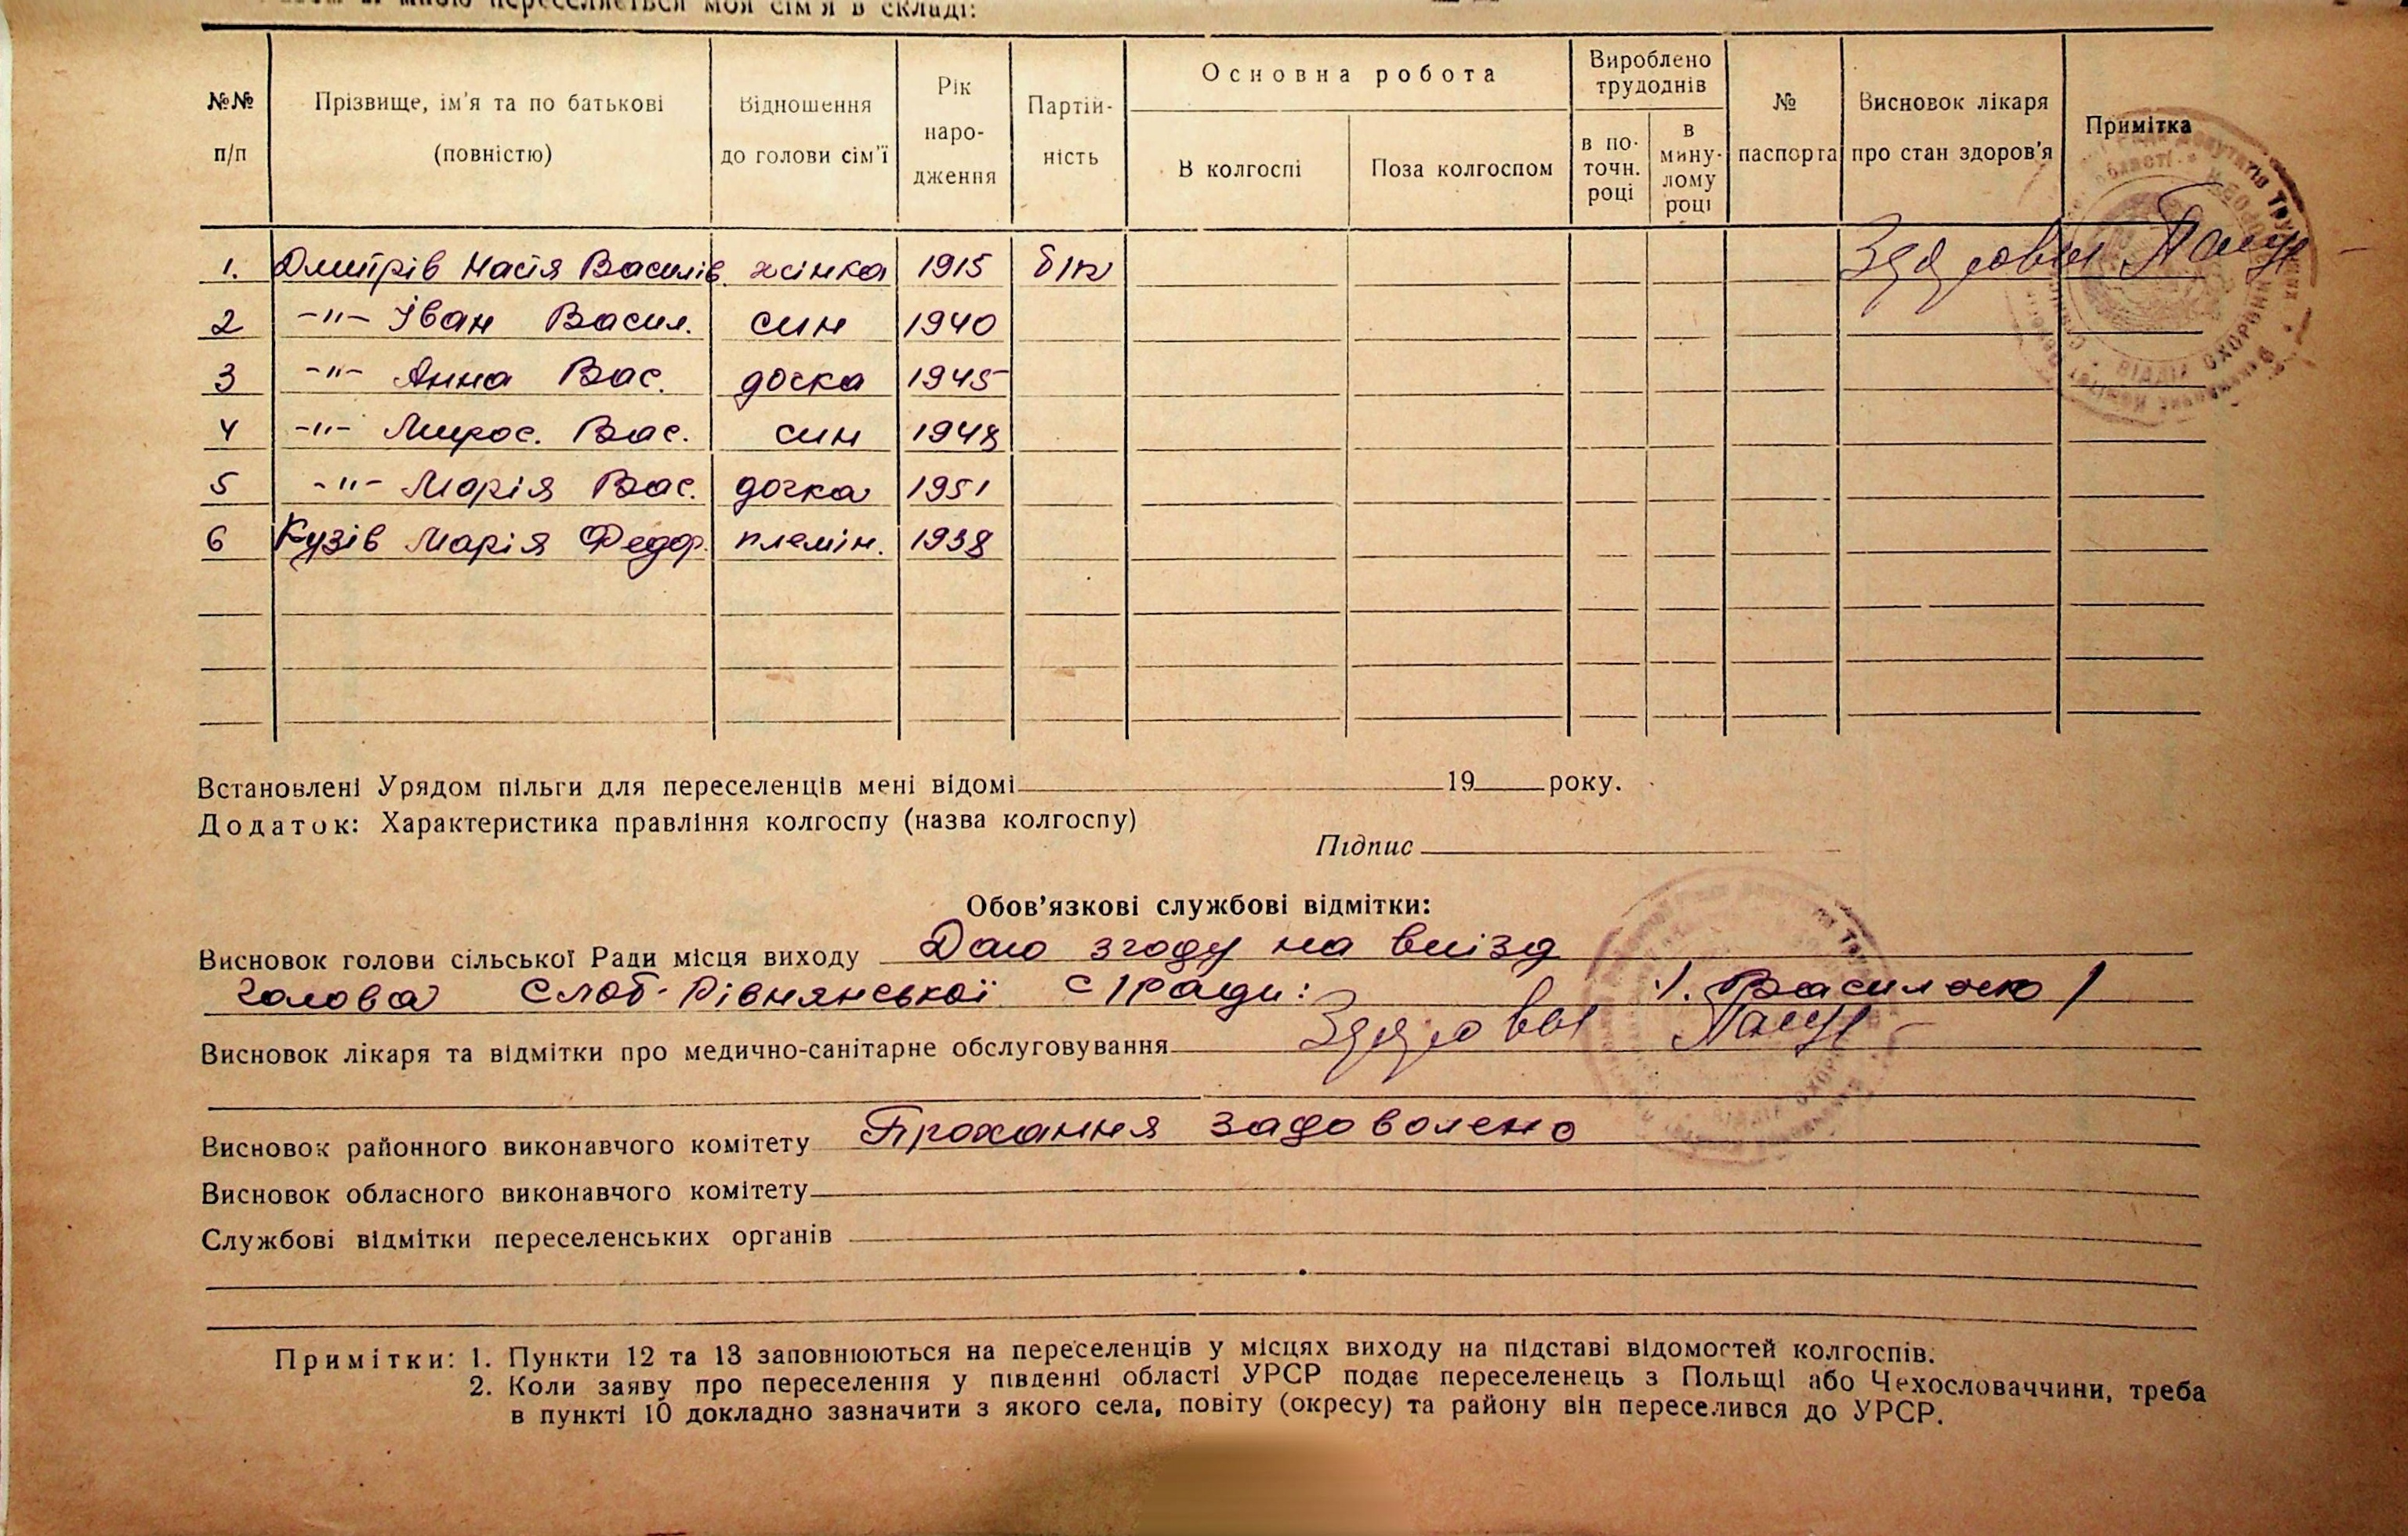 мною переселяється моя сім'я в складі:
№№ п/п
Прізвище, ім'я та по батькові (повністю)
Відношення до голови сім'ї
Рік народження
Партійність
Основна робота
В колгоспі
Поза колгоспом
Вироблено трудоднів
в поточн. році
в минулому році
№ паспорта
Висновок лікаря про стан здоров'я
Примітка
1. Дмитрів Настя Василів. жінка 1915 б/п Здорові
2 -"- Іван Васил. син 1940
3 -"- Анна Вас. дочка 1945
4 -"- Мирос. Вас. син 1948
5 -"- Марія Вас. дочка 1951
6 Кузів Марія Федор. племін. 1938
Встановлені Урядом пільги для переселенців мені відомі 19 року.
Додаток: Характеристика правління колгоспу (назва колгоспу)
Підпис
Обов'язкові службові відмітки:
Висновок голови сільської Ради місця виходу Даю згоду на виїзд
Голова Слоб-Рівнянської с/ради:
Висновок лікаря та відмітки про медично-санітарне обслуговування Здорові
Висновок районного виконавчого комітету Прохання задоволено
Висновок обласного виконавчого комітету
Службові відмітки переселенських органів
Примітки: 1. Пункти 12 та 13 заповнюються на переселенців у місцях виходу на підставі відомостей колгоспів.
2. Коли заяву про переселення у південні області УРСР подає переселенець з Польщі або Чехословаччини, треба
в пункті 10 докладно зазначити з якого села, повіту (окресу) та району він переселився до УРСР.